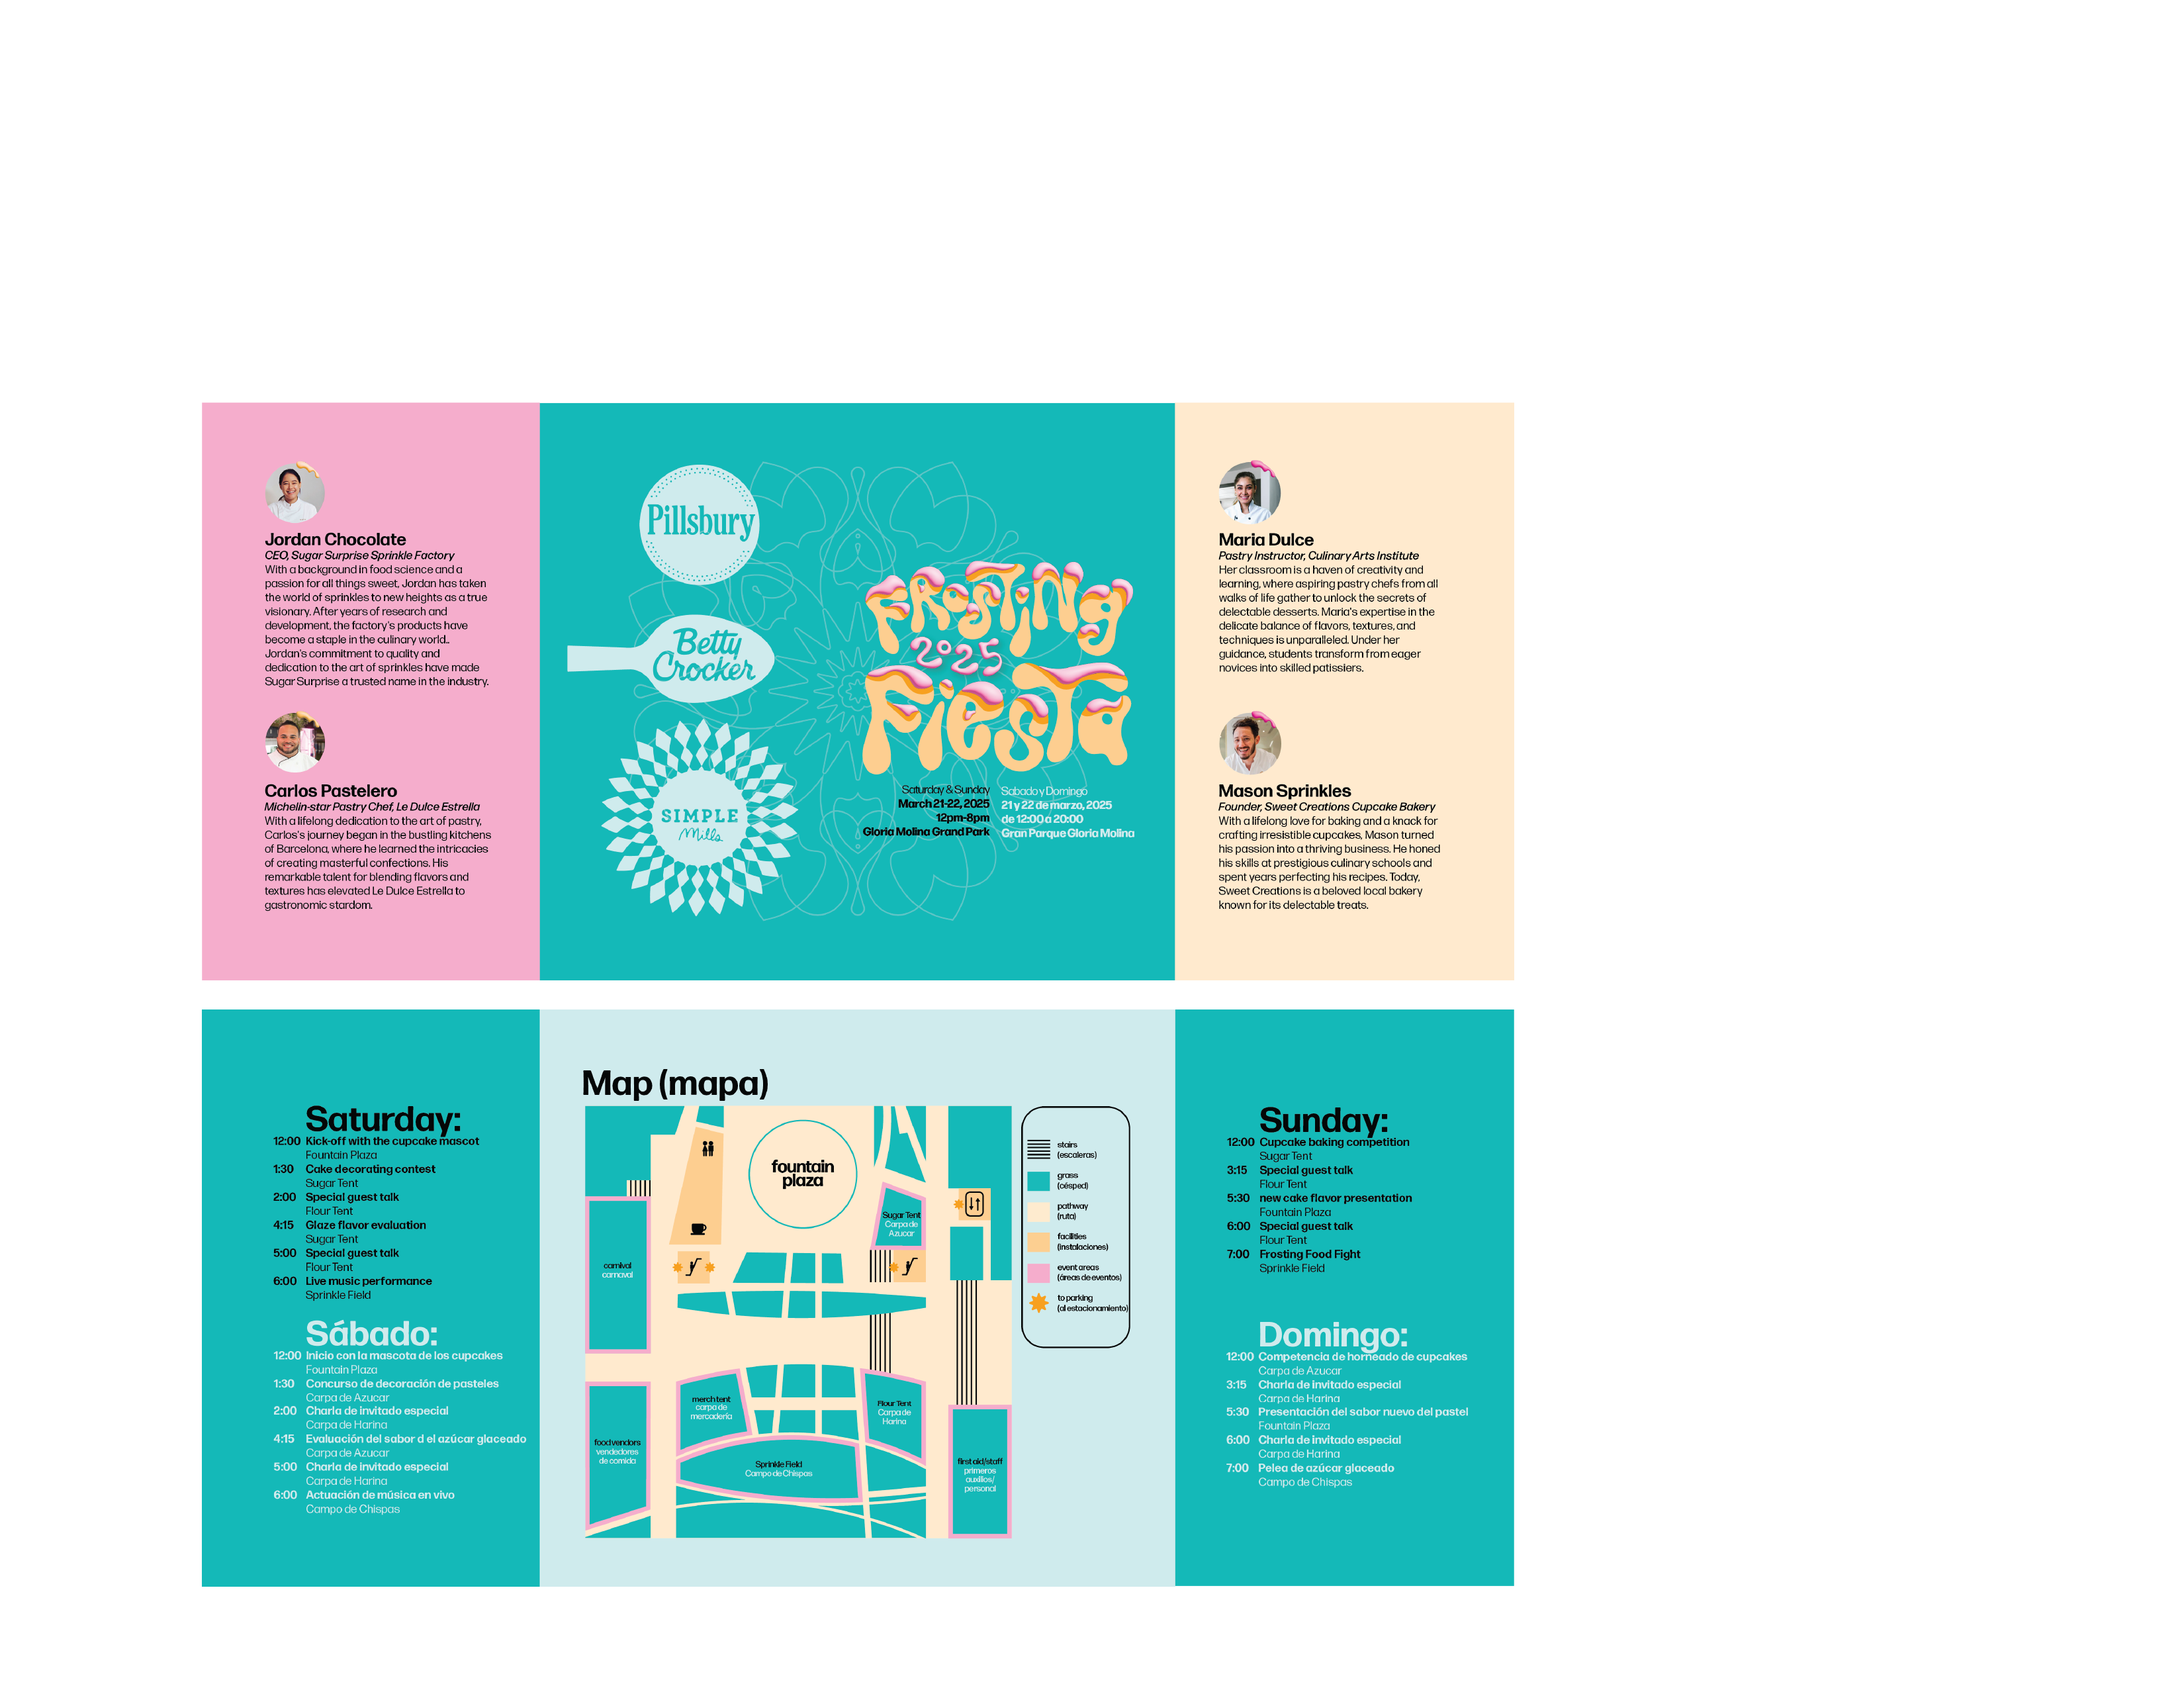 Jordan Chocolate
CEO, Sugar Surprise Sprinkle Factory
With a background in food science and a
passion for all things sweet, Jordan has taken
the world of sprinkles to new heights as a true
visionary. After years of research and
development, the factory's products have
become a staple in the culinary world..
Jordan's commitment to quality and
dedication to the art of sprinkles have made
Sugar Surprise a trusted name in the industry.
Carlos Pastelero
Michelin-star Pastry Chef, Le Dulce Estrella
With a lifelong dedication to the art of pastry,
Carlos's journey began in the bustling kitchens
of Barcelona, where he learned the intricacies
of creating masterful confections. His
remarkable talent for blending flavors and
textures has elevated Le Dulce Estrella to
gastronomic stardom.
Pillsbury
Betty
Crocker
SIMPLE
Mills
FROSTiNg
2025
FiesTa
Saturday & Sunday
March 21-22, 2025
12pm-8pm
Gloria Molina Grand Park
Sabado y Domingo
21 y 22 de marzo, 2025
de 12:00 a 20:00
Gran Parque Gloria Molina
Maria Dulce
Pastry Instructor, Culinary Arts Institute
Her classroom is a haven of creativity and
learning, where aspiring pastry chefs from all
walks of life gather to unlock the secrets of
delectable desserts. Maria's expertise in the
delicate balance of flavors, textures, and
techniques is unparalleled. Under her
guidance, students transform from eager
novices into skilled patissiers.
Mason Sprinkles
Founder, Sweet Creations Cupcake Bakery
With a lifelong love for baking and a knack for
crafting irresistible cupcakes, Mason turned
his passion into a thriving business. He honed
his skills at prestigious culinary schools and
spent years perfecting his recipes. Today,
Sweet Creations is a beloved local bakery
known for its delectable treats.
Saturday:
12:00 Kick-off with the cupcake mascot
Fountain Plaza
1:30 Cake decorating contest
Sugar Tent
2:00 Special guest talk
Flour Tent
4:15 Glaze flavor evaluation
Sugar Tent
5:00 Special guest talk
Flour Tent
6:00 Live music performance
Sprinkle Field
Sábado:
12:00 Inicio con la mascota de los cupcakes
Fountain Plaza
1:30 Concurso de decoración de pasteles
Carpa de Azucar
2:00 Charla de invitado especial
Carpa de Harina
4:15 Evaluación del sabor d el azúcar glaceado
Carpa de Azucar
5:00 Charla de invitado especial
Carpa de Harina
6:00 Actuación de música en vivo
Campo de Chispas
Map (mapa)
fountain
plaza
Sugar Tent
Carpa de
Azucar
carnival
carnaval
merch tent
carpa de
mercadería
Flour Tent
Carpa de
Harina
food vendors
vendedores
de comida
Sprinkle Field
Campo de Chispas
first aid/staff
primeros
auxilios/
personal
stairs
(escaleras)
grass
(césped)
pathway
(ruta)
facilities
(instalaciones)
event areas
(áreas de eventos)
to parking
(al estacionamiento)
Sunday:
12:00 Cupcake baking competition
Sugar Tent
3:15 Special guest talk
Flour Tent
5:30 new cake flavor presentation
Fountain Plaza
6:00 Special guest talk
Flour Tent
7:00 Frosting Food Fight
Sprinkle Field
Domingo:
12:00 Competencia de horneado de cupcakes
Carpa de Azucar
3:15 Charla de invitado especial
Carpa de Harina
5:30 Presentación del sabor nuevo del pastel
Fountain Plaza
6:00 Charla de invitado especial
Carpa de Harina
7:00 Pelea de azúcar glaceado
Campo de Chispas